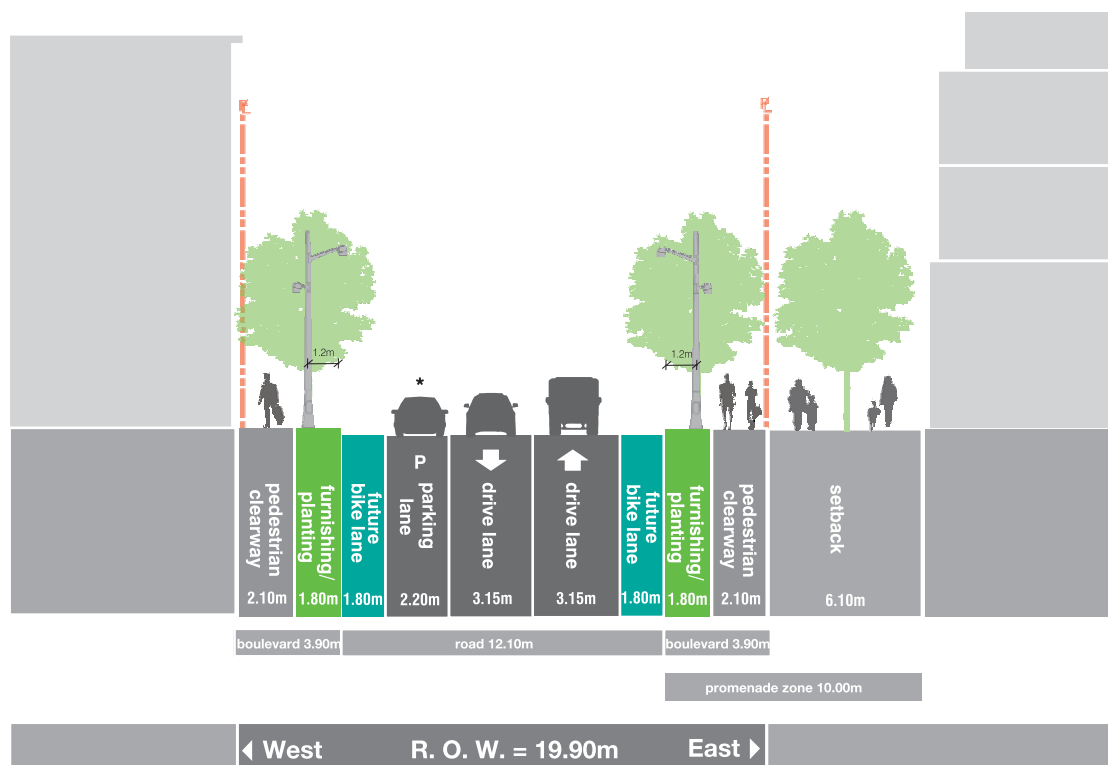 PL
PL
1.2m
1.2m
*
pedestrian
clearway
2.10m
furnishing/
planting
1.80m
future
bike lane
1.80m
P
parking
lane
2.20m
drive lane
3.15m
drive lane
3.15m
future
bike lane
1.80m
furnishing/
planting
1.80m
pedestrian
clearway
2.10m
setback
6.10m
boulevard 3.90m
road 12.10m
boulevard 3.90m
promenade zone 10.00m
West
R. O. W. = 19.90m
East